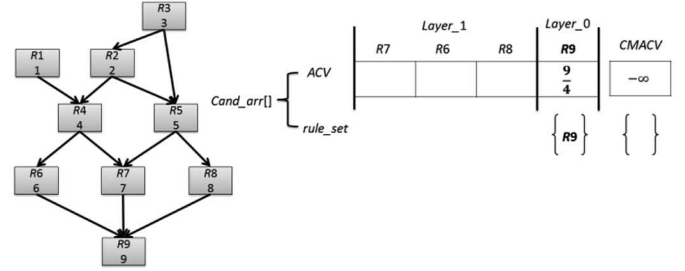 R3
3
R1
1
R2
2
R4
4
R5
5
R6
6
R7
7
R8
8
R9
9
Layer_1
Layer_0
R7 R6 R8 R9 CMACV
Cand_arr[]
ACV
9/4
−∞
rule_set
{R9}
{ }